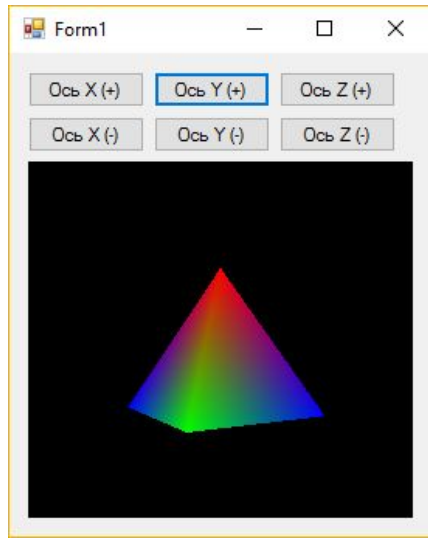 Form1
Ось X (+) Ось Y (+) Ось Z (+)
Ось X (-) Ось Y (-) Ось Z (-)